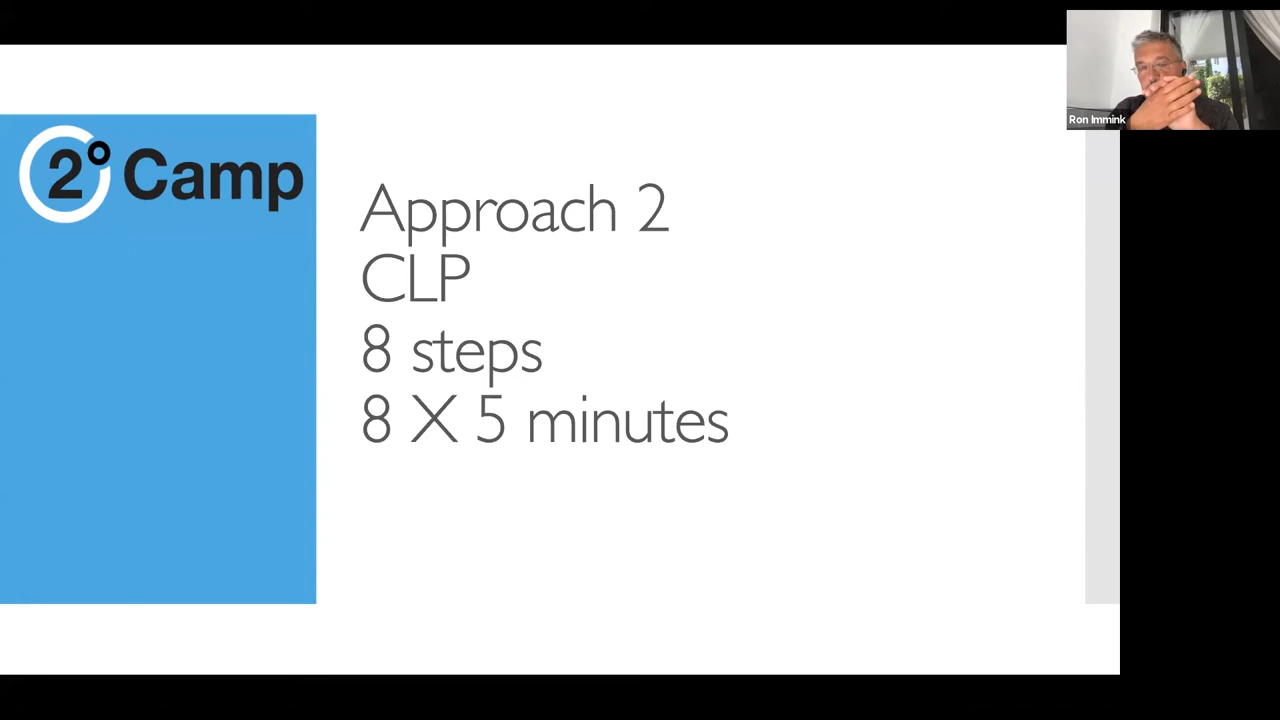 2° Camp
Approach 2
CLP
8 steps
8 X 5 minutes
Ron Immink